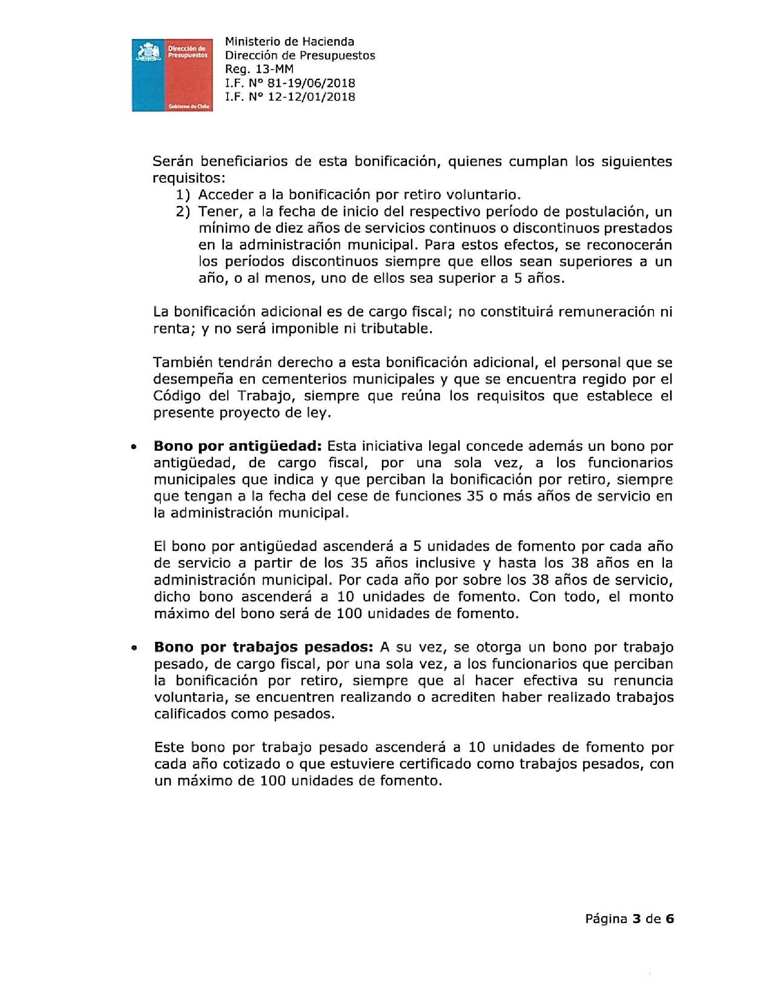 Dirección de
Presupuestos
Gobierno de Chile
Ministerio de Hacienda
Dirección de Presupuestos
Reg. 13-MM
I.F. Nº 81-19/06/2018
I.F. Nº 12-12/01/2018
Serán beneficiarios de esta bonificación, quienes cumplan los siguientes
requisitos:
1) Acceder a la bonificación por retiro voluntario.
2) Tener, a la fecha de inicio del respectivo período de postulación, un
mínimo de diez años de servicios continuos o discontinuos prestados
en la administración municipal. Para estos efectos, se reconocerán
los períodos discontinuos siempre que ellos sean superiores a un
año, o al menos, uno de ellos sea superior a 5 años.
La bonificación adicional es de cargo fiscal; no constituirá remuneración ni
renta; y no será imponible ni tributable.
También tendrán derecho a esta bonificación adicional, el personal que se
desempeña en cementerios municipales y que se encuentra regido por el
Código del Trabajo, siempre que reúna los requisitos que establece el
presente proyecto de ley.
• Bono por antigüedad: Esta iniciativa legal concede además un bono por
antigüedad, de cargo fiscal, por una sola vez, a los funcionarios
municipales que indica y que perciban la bonificación por retiro, siempre
que tengan a la fecha del cese de funciones 35 o más años de servicio en
la administración municipal.
El bono por antigüedad ascenderá a 5 unidades de fomento por cada año
de servicio a partir de los 35 años inclusive y hasta los 38 años en la
administración municipal. Por cada año por sobre los 38 años de servicio,
dicho bono ascenderá a 10 unidades de fomento. Con todo, el monto
máximo del bono será de 100 unidades de fomento.
• Bono por trabajos pesados: A su vez, se otorga un bono por trabajo
pesado, de cargo fiscal, por una sola vez, a los funcionarios que perciban
la bonificación por retiro, siempre que al hacer efectiva su renuncia
voluntaria, se encuentren realizando o acrediten haber realizado trabajos
calificados como pesados.
Este bono por trabajo pesado ascenderá a 10 unidades de fomento por
cada año cotizado o que estuviere certificado como trabajos pesados, con
un máximo de 100 unidades de fomento.
Página 3 de 6